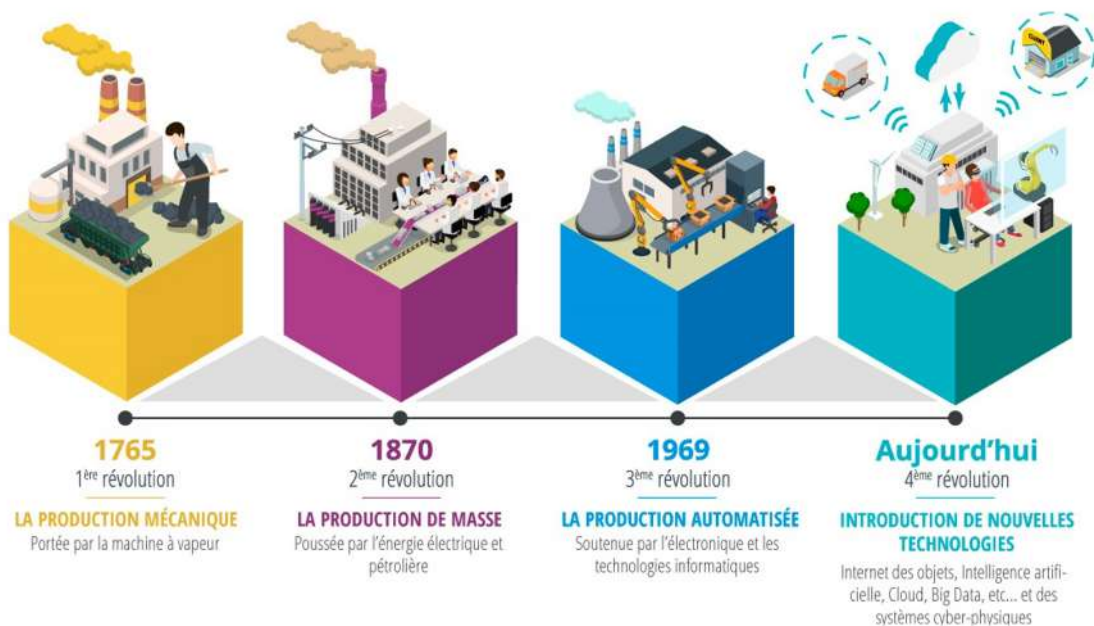 CLIENT
1765
1ère révolution
LA PRODUCTION MÉCANIQUE
Portée par la machine à vapeur
1870
2ème révolution
LA PRODUCTION DE MASSE
Poussée par l'énergie électrique et
pétrolière
1969
3ème révolution
LA PRODUCTION AUTOMATISÉE
Soutenue par l'électronique et les
technologies informatiques
Aujourd'hui
4ème révolution
INTRODUCTION DE NOUVELLES
TECHNOLOGIES
Internet des objets, Intelligence artifi-
cielle, Cloud, Big Data, etc... et des
systèmes cyber-physiques